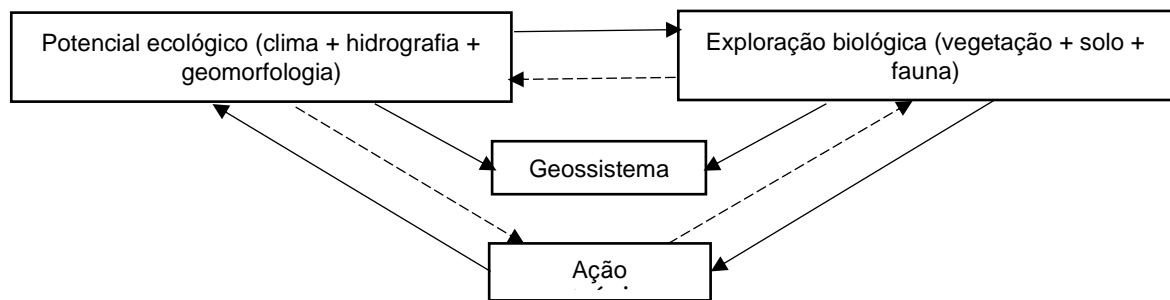 Potencial ecológico (clima + hidrografia +
geomorfologia)
Exploração biológica (vegetação + solo +
fauna)
Geossistema
Ação